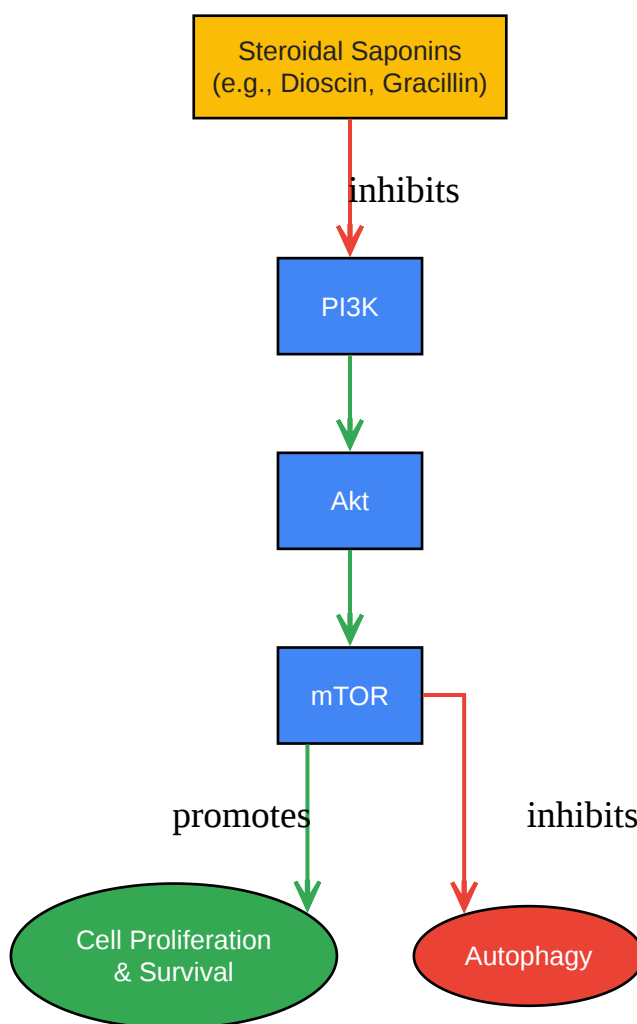 Steroidal Saponins
(e.g., Dioscin, Gracillin)
inhibits
PI3K
Akt
mTOR
promotes
inhibits
Cell Proliferation
& Survival
Autophagy